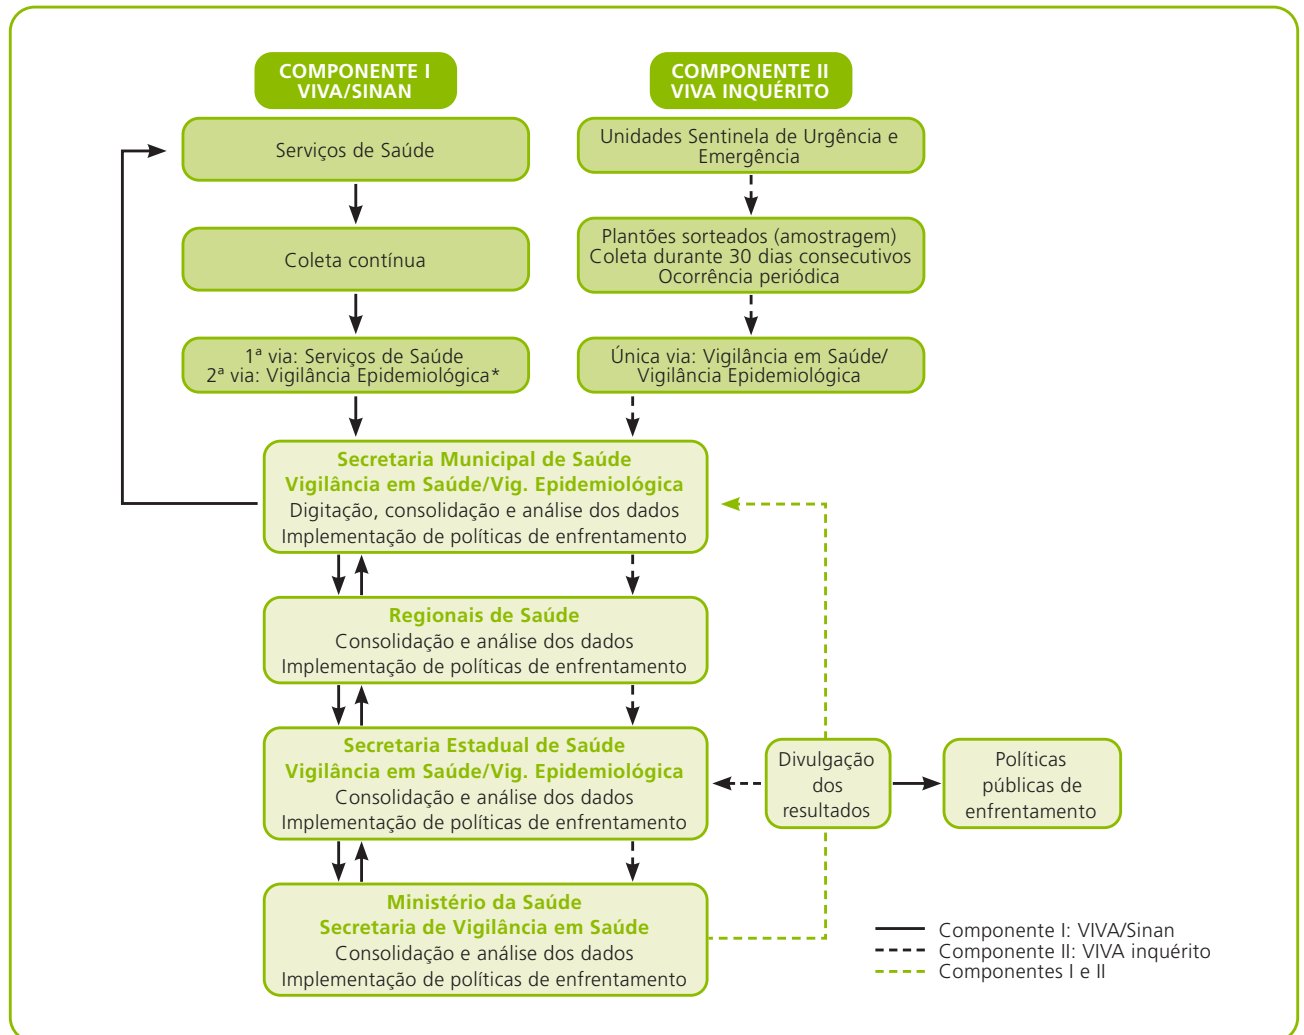 COMPONENTE I
VIVA/SINAN
COMPONENTE II
VIVA INQUÉRITO
Serviços de Saúde
Unidades Sentinela de Urgência e
Emergência
Coleta contínua
Plantões sorteados (amostragem)
Coleta durante 30 dias consecutivos
Ocorrência periódica
1ª via: Serviços de Saúde
2ª via: Vigilância Epidemiológica*
Única via: Vigilância em Saúde/
Vigilância Epidemiológica
Secretaria Municipal de Saúde
Vigilância em Saúde/Vig. Epidemiológica
Digitação, consolidação e análise dos dados
Implementação de políticas de enfrentamento
Regionais de Saúde
Consolidação e análise dos dados
Implementação de políticas de enfrentamento
Secretaria Estadual de Saúde
Vigilância em Saúde/Vig. Epidemiológica
Consolidação e análise dos dados
Implementação de políticas de enfrentamento
Divulgação
dos
resultados
Políticas
públicas de
enfrentamento
Ministério da Saúde
Secretaria de Vigilância em Saúde
Consolidação e análise dos dados
Implementação de políticas de enfrentamento
Componente I: VIVA/Sinan
Componente II: VIVA inquérito
Componentes I e II